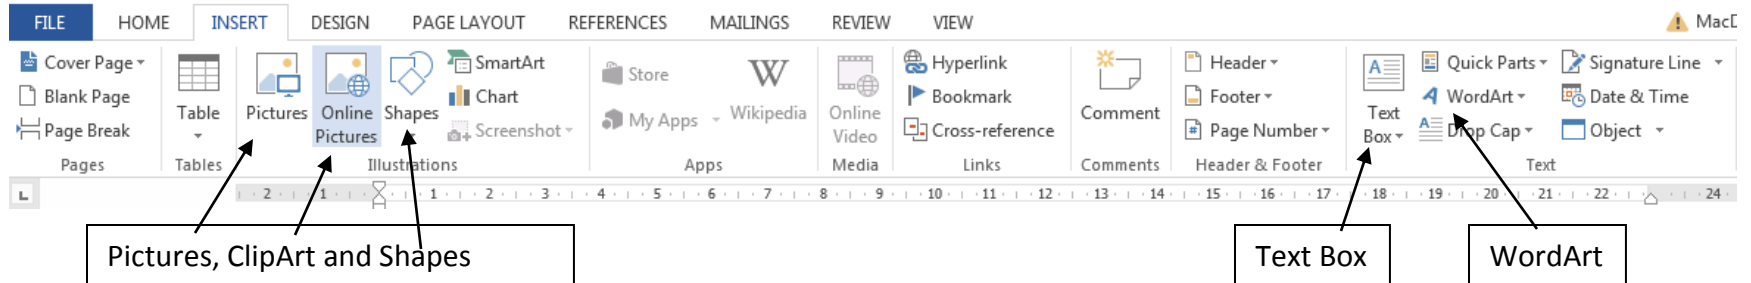 FILE HOME INSERT DESIGN PAGE LAYOUT REFERENCES MAILINGS REVIEW VIEW MacD
Cover Page
Blank Page
Page Break
Pages
Table
Tables
Pictures
Online
Pictures
Shapes
SmartArt
Chart
Screenshot
Illustrations
Store
My Apps
Wikipedia
Apps
Online
Video
Media
Hyperlink
Bookmark
Cross-reference
Links
Comment
Comments
Header
Footer
Page Number
Header & Footer
Text
Box
Quick Parts
WordArt
Drop Cap
Signature Line
Date & Time
Object
Text
2 1 1 2 3 4 5 6 7 8 9 10 11 12 13 14 15 16 17 18 19 20 21 22 24
Pictures, ClipArt and Shapes
Text Box
WordArt